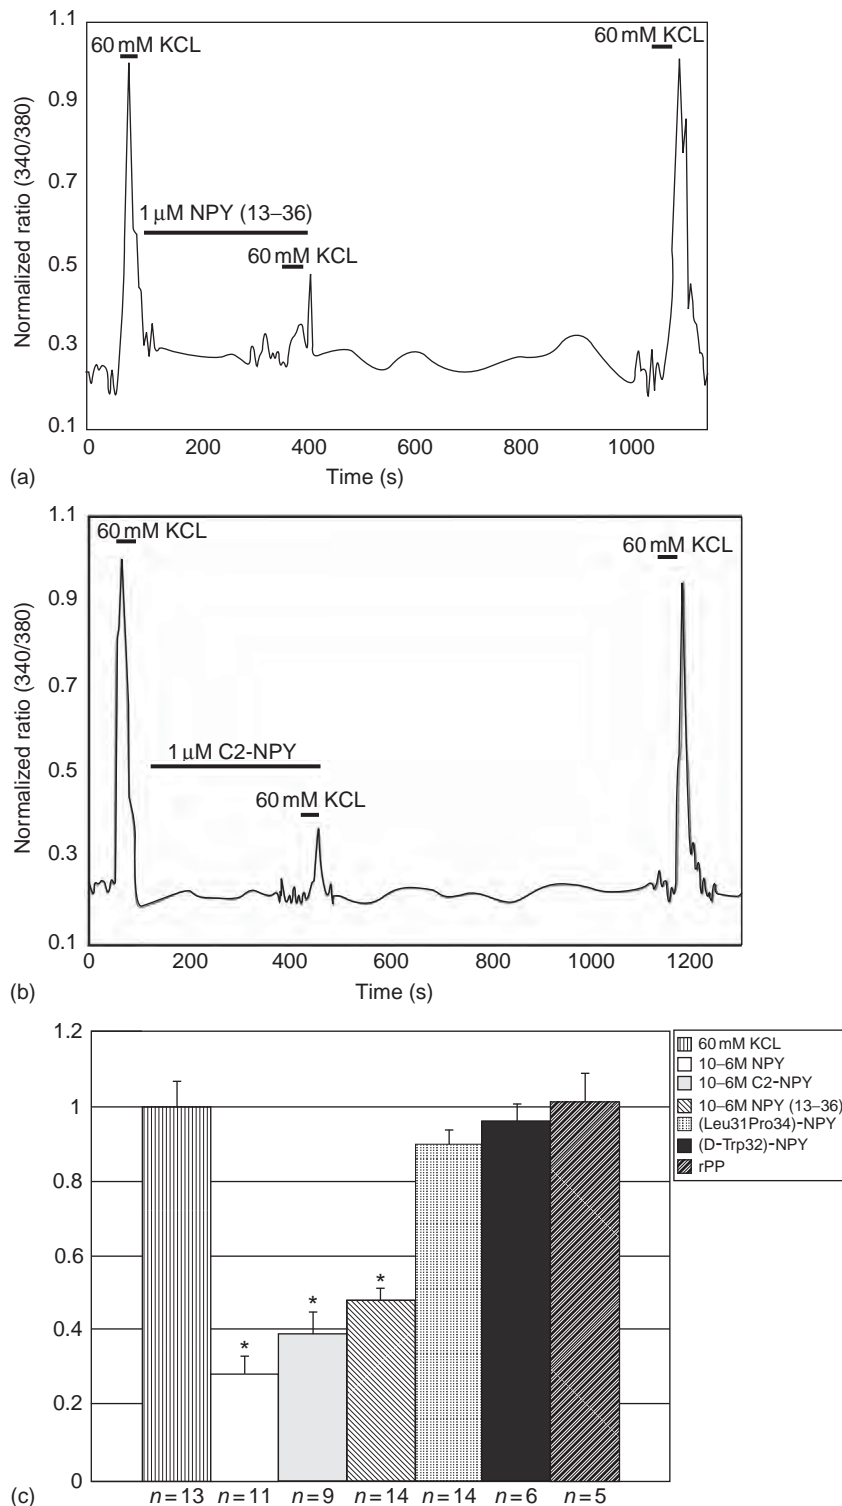 1.1
60 mM KCL
60 mM KCL
0.9
0.7
1 μM NPY (13–36)
60 mM KCL
0.5
0.3
0.1
Normalized ratio (340/380)
0 200 400 600 800 1000
(a)
Time (s)
1.1
60 mM KCL
60 mM KCL
0.9
0.7
1 μM C2-NPY
0.5
60 mM KCL
0.3
0.1
Normalized ratio (340/380)
0 200 400 600 800 1000 1200
(b)
Time (s)
1.2
1
0.8
0.6
0.4
0.2
0
* * *
60 mM KCL
10–6M NPY
10–6M C2-NPY
10–6M NPY (13–36)
(Leu31Pro34)-NPY
(D-Trp32)-NPY
rPP
(c)
n=13 n=11 n=9 n=14 n=14 n=6 n=5